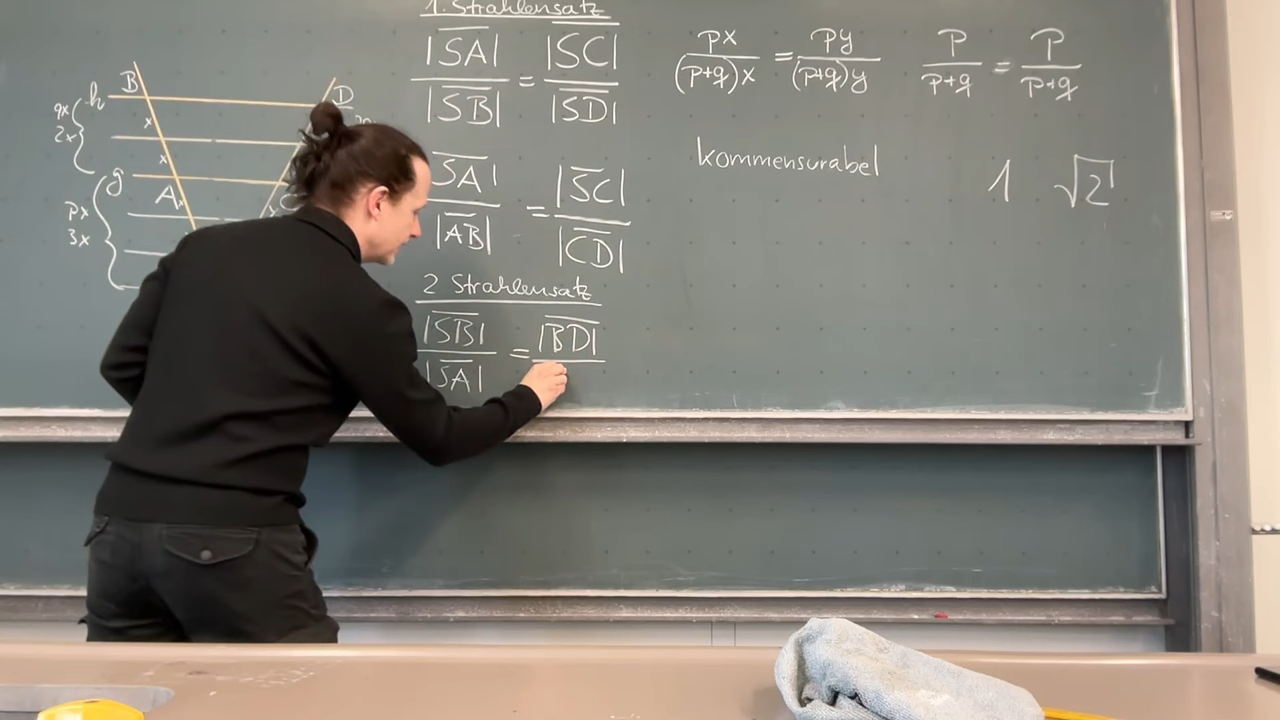 1. Strahlensatz
|SA| / |SB| = |SC| / |SD|
px / (p+q)x = py / (p+q)y
p / p+q = p / p+q
kommensurabel
1 √2
SA| / |AB| = |SC| / |CD|
2 Strahlensatz
|SB| / |SA| = |BD|
B
h
D
qx
2x
x
x
g
A
x
x
C
px
3x